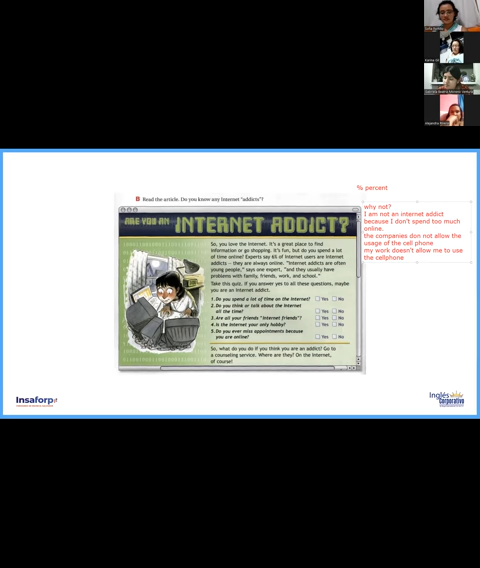 % percent
B Read the article. Do you know any Internet "addicts"?
ARE YOU AN INTERNET ADDICT?
So, you love the Internet. It's a great place to find
information or go shopping. It's fun, but do you spend a lot
of time online? Experts say 6% of Internet users are Internet
addicts – they are always online. "Internet addicts are often
young people," says one expert, "and they usually have
problems with family, friends, work, and school."
Take this quiz. If you answer yes to all these questions, maybe
you are an Internet addict.
1. Do you spend a lot of time on the Internet? Yes No
2. Do you think or talk about the Internet
all the time? Yes No
3. Are all your friends "Internet friends"? Yes No
4. Is the Internet your only hobby? Yes No
5. Do you ever miss appointments because
you are online? Yes No
So, what do you do if you think you are an addict? Go to
a counseling service. Where are they? On the Internet,
of course!
why not?
I am not an internet addict
because I don't spend too much
online.
the companies don not allow the
usage of the cell phone
my work doesn't allow me to use
the cellphone
Insaforp
Inglés
Corporativo